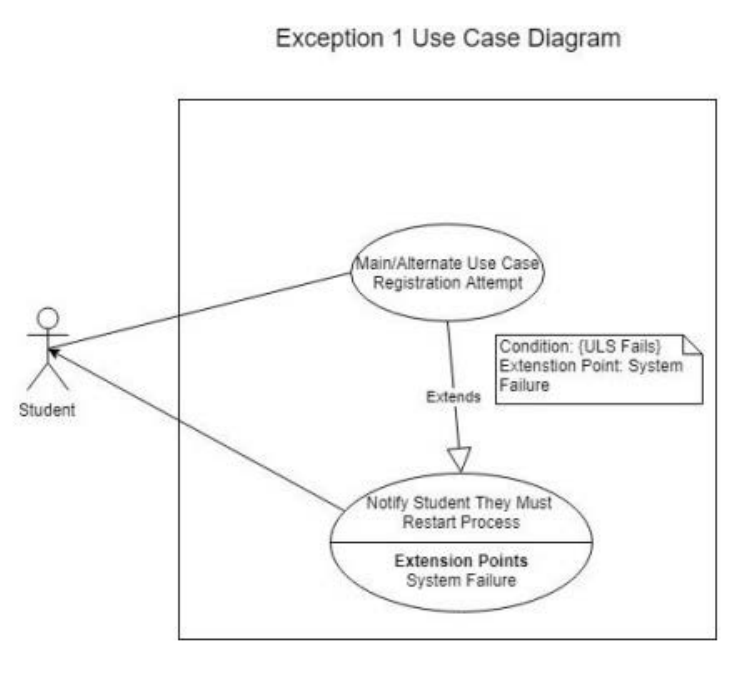 Exception 1 Use Case Diagram
Main/Alternate Use Case
Registration Attempt
Condition: {ULS Fails}
Extenstion Point: System
Failure
Extends
Student
Notify Student They Must
Restart Process
Extension Points
System Failure